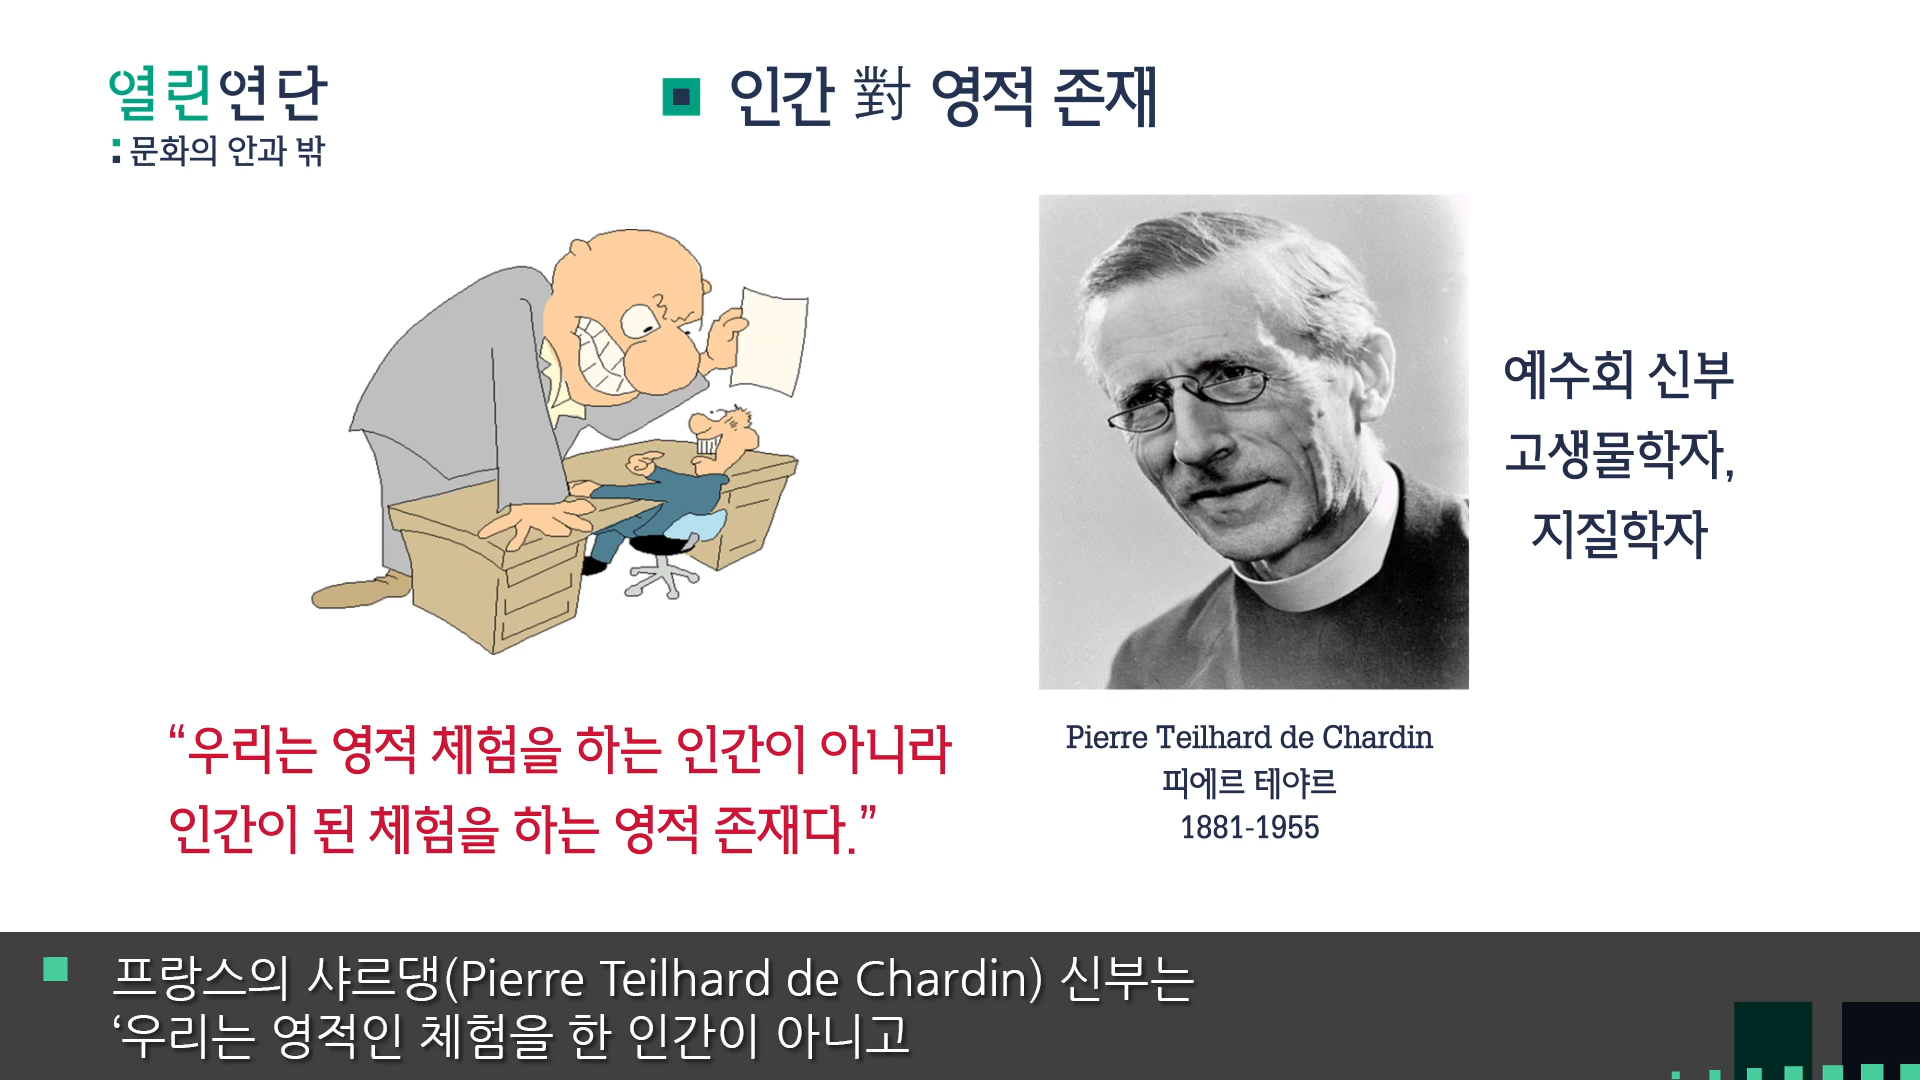 열린연단
:문화의 안과 밖
인간 對 영적 존재
예수회 신부
고생물학자,
지질학자
“우리는 영적 체험을 하는 인간이 아니라
인간이 된 체험을 하는 영적 존재다.”
Pierre Teilhard de Chardin
피에르 테야르
1881-1955
프랑스의 샤르댕(Pierre Teilhard de Chardin) 신부는
‘우리는 영적인 체험을 한 인간이 아니고